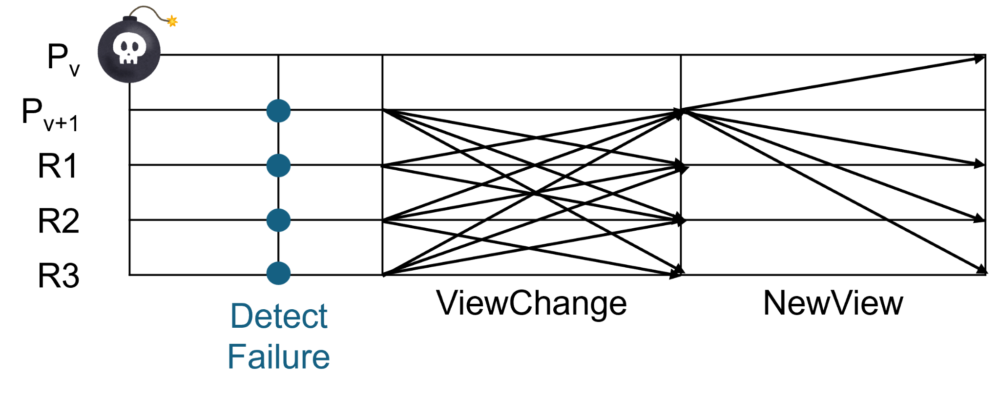 Pv
Pv+1
R1
R2
R3
ViewChange
NewView
Detect
Failure